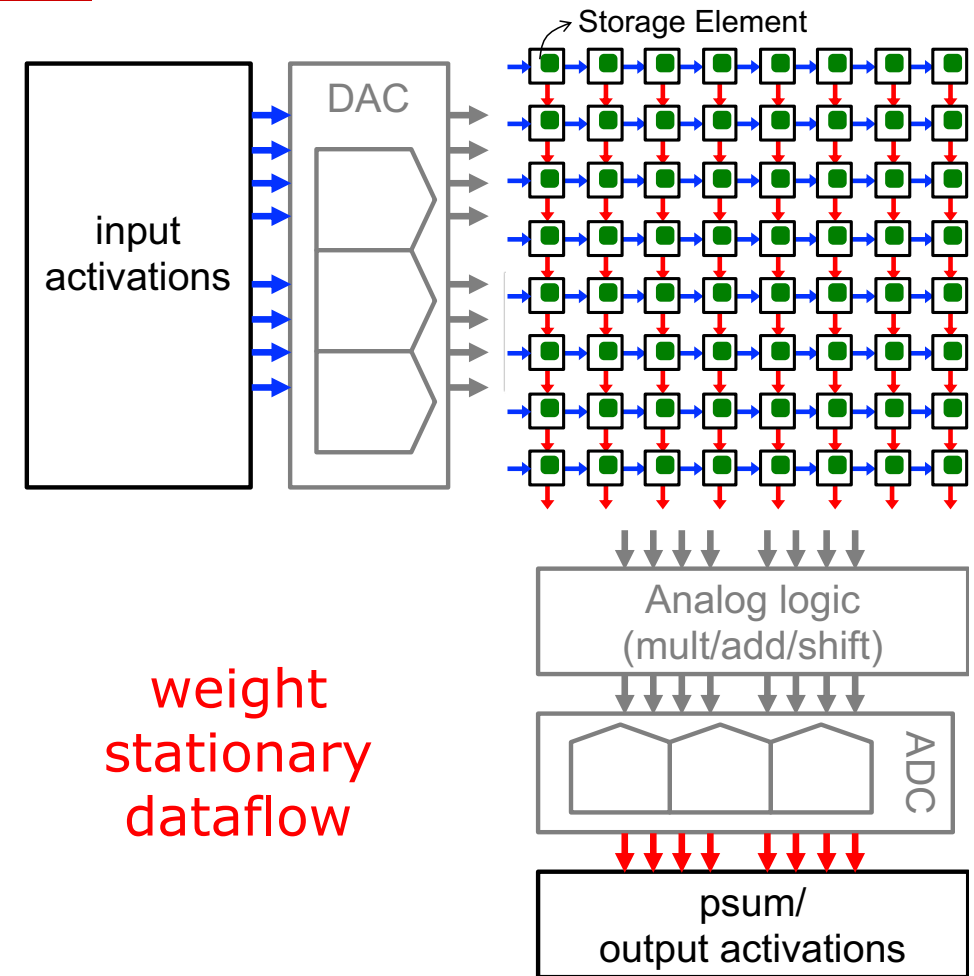 Storage Element
DAC
input
activations
Analog logic
(mult/add/shift)
weight
stationary
dataflow
ADC
psum/
output activations